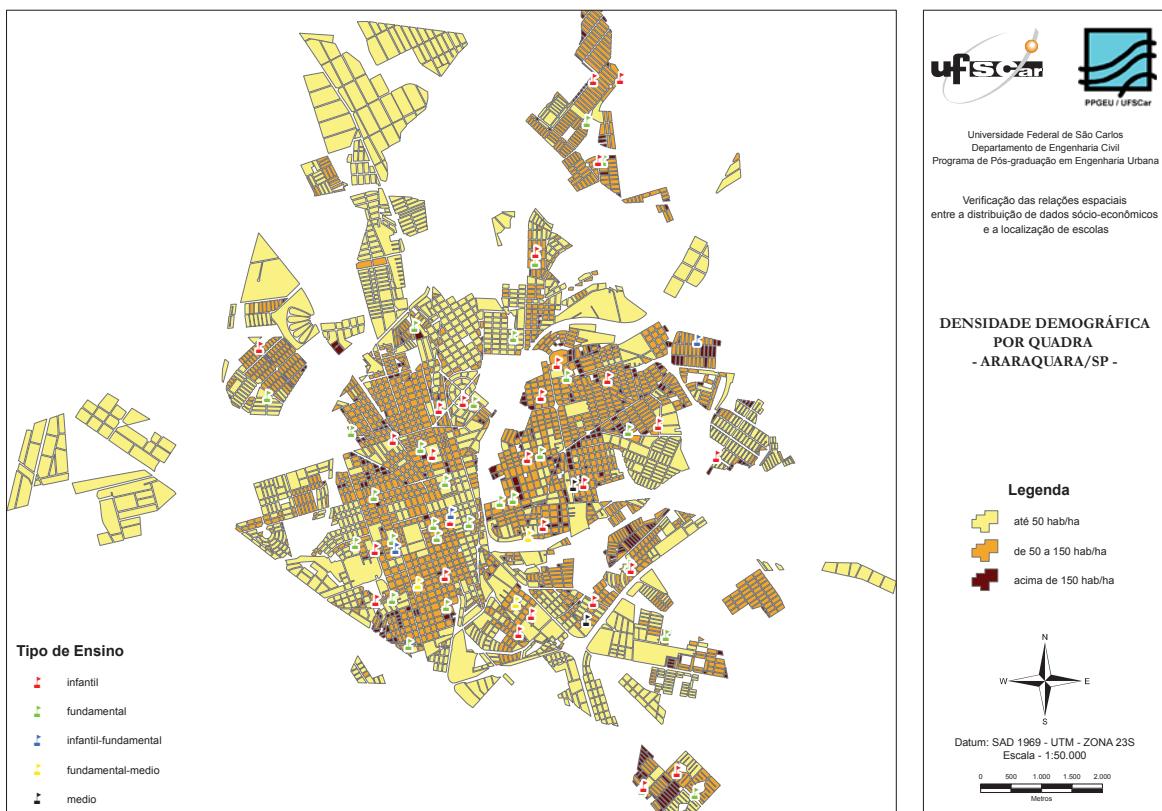 Tipo de Ensino
infantil
fundamental
infantil-fundamental
fundamental-medio
medio
ufscar
PPGEU / UFSCar
Universidade Federal de São Carlos
Departamento de Engenharia Civil
Programa de Pós-graduação em Engenharia Urbana
Verificação das relações espaciais
entre a distribuição de dados sócio-econômicos
e a localização de escolas
DENSIDADE DEMOGRÁFICA
POR QUADRA
- ARARAQUARA/SP -
Legenda
até 50 hab/ha
de 50 a 150 hab/ha
acima de 150 hab/ha
N
W E
S
Datum: SAD 1969 - UTM - ZONA 23S
Escala - 1:50.000
0 500 1.000 1.500 2.000
Metros